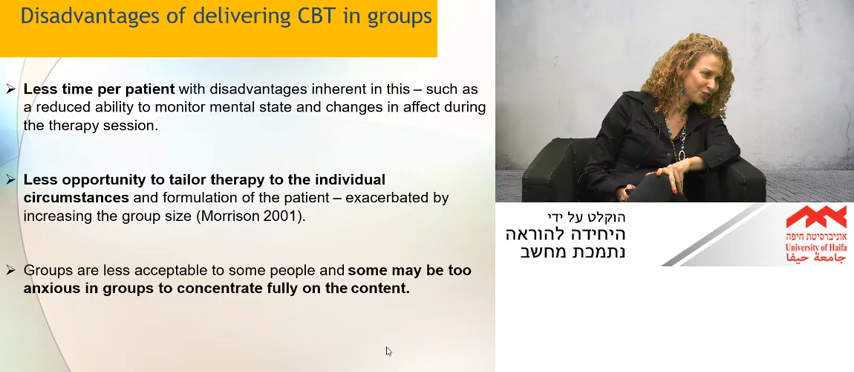 Disadvantages of delivering CBT in groups
➢ Less time per patient with disadvantages inherent in this – such as
a reduced ability to monitor mental state and changes in affect during
the therapy session.
➢ Less opportunity to tailor therapy to the individual
circumstances and formulation of the patient – exacerbated by
increasing the group size (Morrison 2001).
➢ Groups are less acceptable to some people and some may be too
anxious in groups to concentrate fully on the content.
הוקלט על ידי
היחידה להוראה
נתמכת מחשב
אוניברסיטת חיפה
University of Haifa
جامعة حيفا